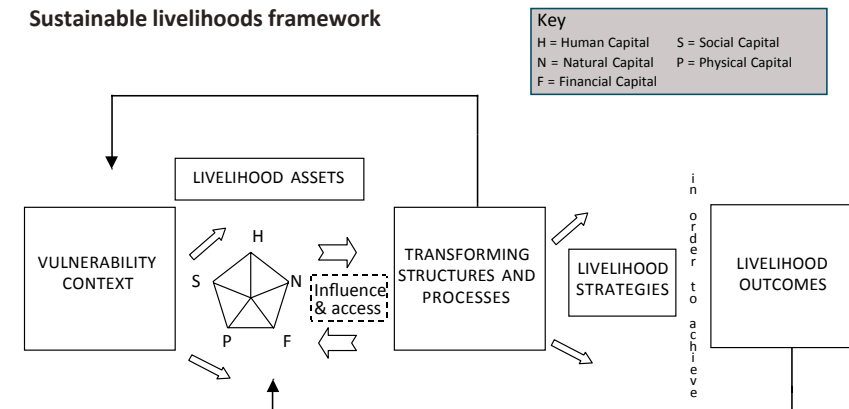 Sustainable livelihoods framework
Key
H = Human Capital S = Social Capital
N = Natural Capital P = Physical Capital
F = Financial Capital
LIVELIHOOD ASSETS
VULNERABILITY
CONTEXT
H
S
N
P
F
Influence
& access
TRANSFORMING
STRUCTURES AND
PROCESSES
LIVELIHOOD
STRATEGIES
in order to achieve
LIVELIHOOD
OUTCOMES